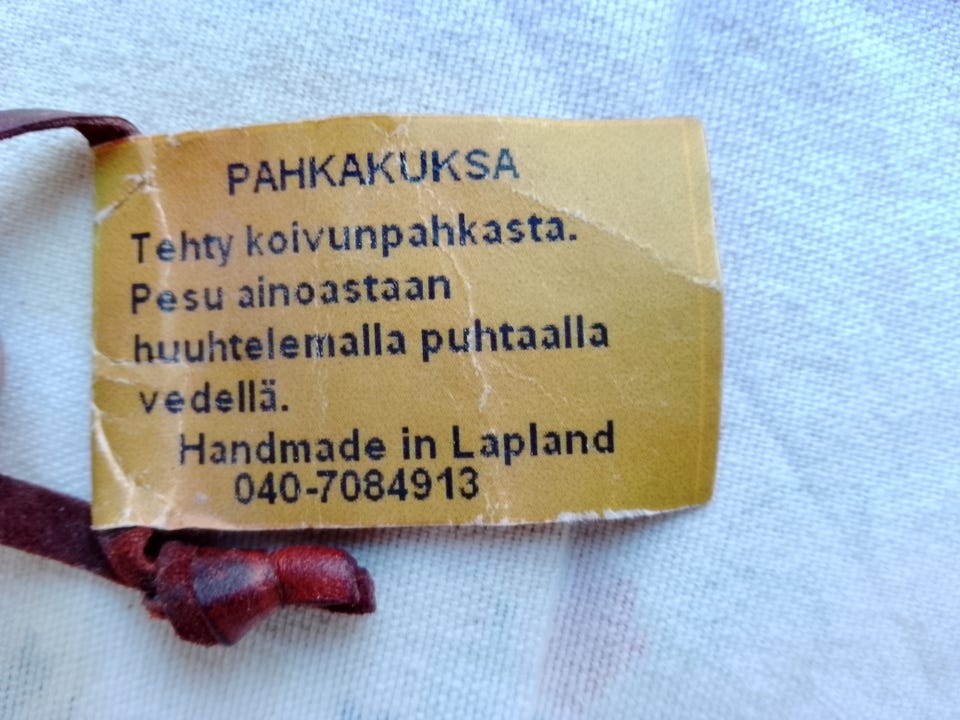 PAHKAKUKSA
Tehty koivunpahkasta.
Pesu ainoastaan
huuhtelemalla puhtaalla
vedellä.
Handmade in Lapland
040-7084913